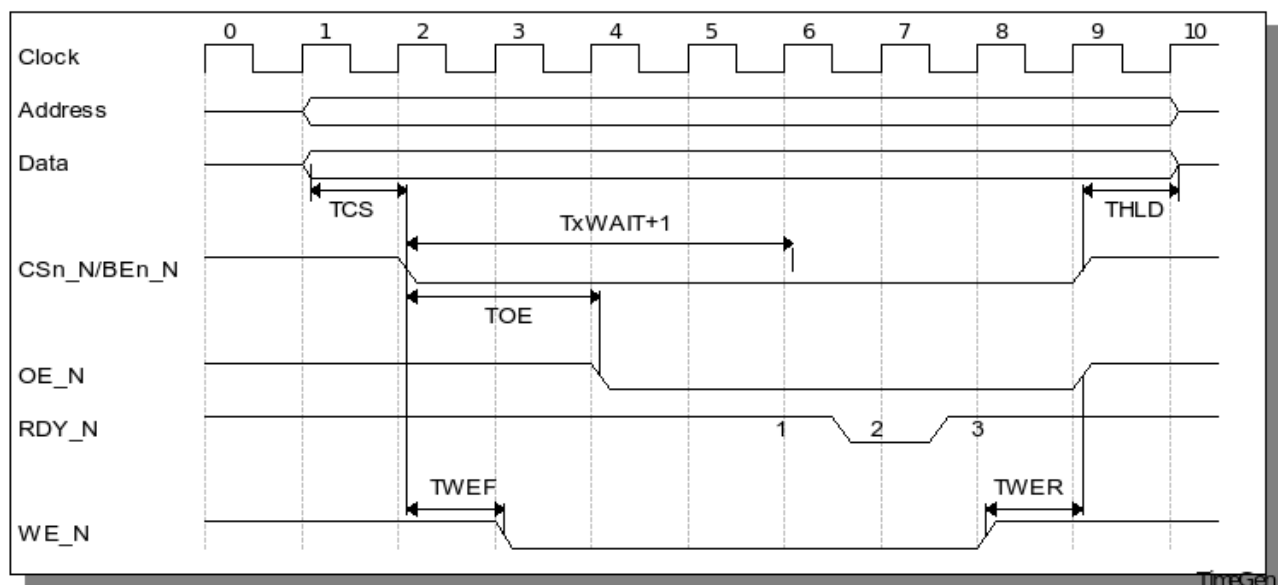 0 1 2 3 4 5 6 7 8 9 10
Clock
Address
Data
TCS THLD
TxWAIT+1
CSn_N/BEn_N
TOE
OE_N
RDY_N 1 2 3
TWEF TWER
WE_N
TimeGen